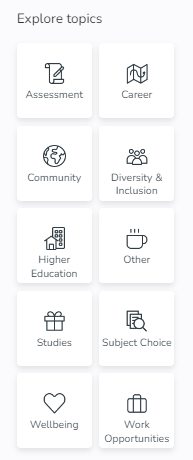 Explore topics
Assessment
Career
Community
Diversity &
Inclusion
Higher
Education
Other
Studies
Subject Choice
Wellbeing
Work
Opportunities